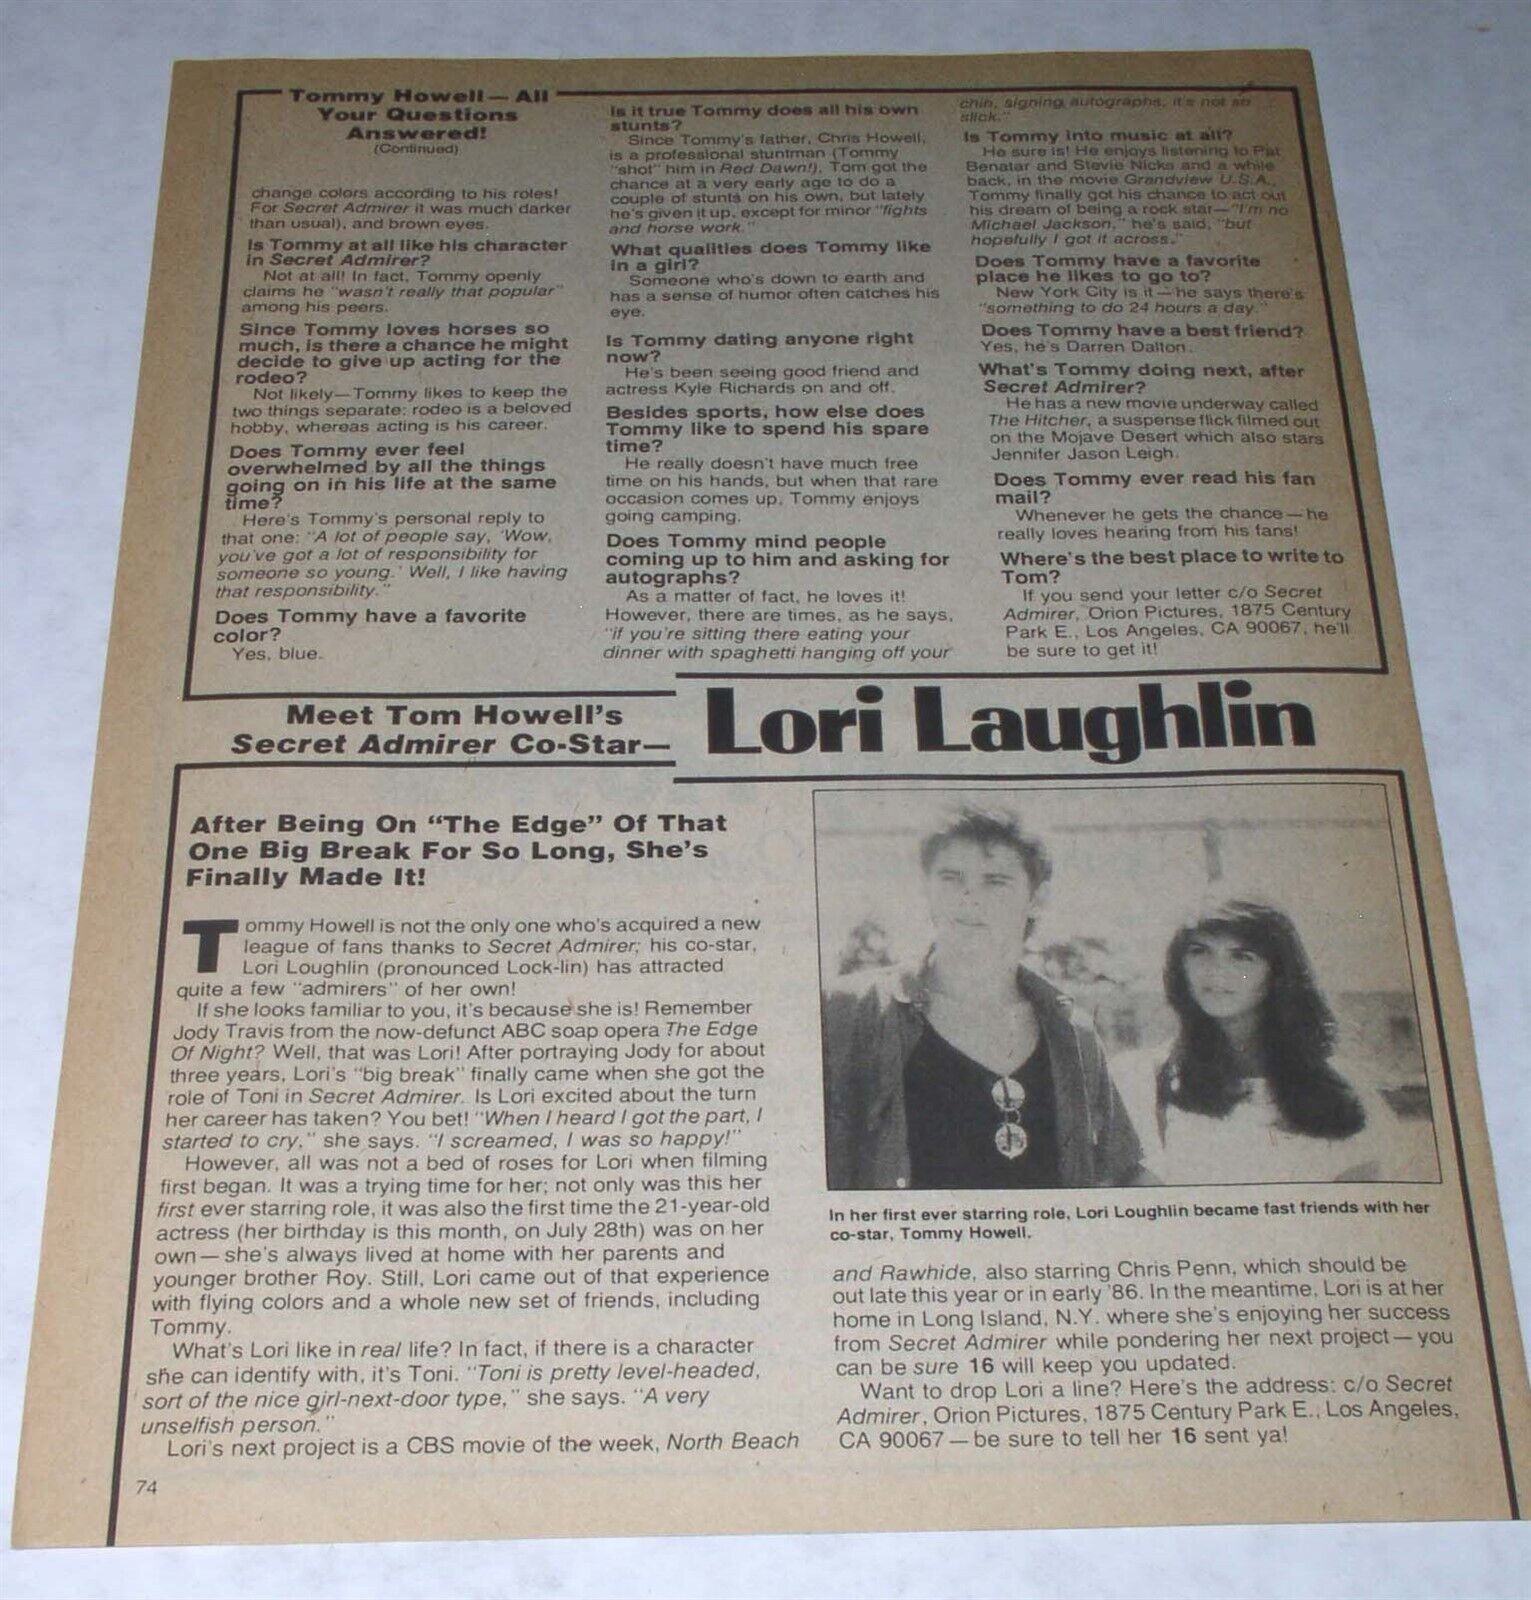 Tommy Howell—All
Your Questions
Answered!
(Continued)
change colors according to his roles!
For Secret Admirer it was much darker
than usual), and brown eyes.
Is Tommy at all like his character
in Secret Admirer?
Not at all! In fact, Tommy openly
claims he "wasn't really that popular"
among his peers.
Since Tommy loves horses so
much, is there a chance he might
decide to give up acting for the
rodeo?
Not likely—Tommy likes to keep the
two things separate: rodeo is a beloved
hobby, whereas acting is his career.
Does Tommy ever feel
overwhelmed by all the things
going on in his life at the same
time?
Here's Tommy's personal reply to
that one: "A lot of people say, 'Wow,
you've got a lot of responsibility for
someone so young.' Well, I like having
that responsibility."
Does Tommy have a favorite
color?
Yes, blue.
Is it true Tommy does all his own
stunts?
Since Tommy's father, Chris Howell,
is a professional stuntman (Tommy
"shot" him in Red Dawn!), Tom got the
chance at a very early age to do a
couple of stunts on his own, but lately
he's given it up, except for minor "fights
and horse work."
What qualities does Tommy like
in a girl?
Someone who's down to earth and
has a sense of humor often catches his
eye.
Is Tommy dating anyone right
now?
He's been seeing good friend and
actress Kyle Richards on and off.
Besides sports, how else does
Tommy like to spend his spare
time?
He really doesn't have much free
time on his hands, but when that rare
occasion comes up, Tommy enjoys
going camping.
Does Tommy mind people
coming up to him and asking for
autographs?
As a matter of fact, he loves it!
However, there are times, as he says,
"if you're sitting there eating your
dinner with spaghetti hanging off your
chin, signing autographs, it's not so
slick."
Is Tommy into music at all?
He sure is! He enjoys listening to Pat
Benatar and Stevie Nicks and a while
back, in the movie Grandview U.S.A.,
Tommy finally got his chance to act out
his dream of being a rock star—"I'm no
Michael Jackson," he's said, "but
hopefully I got it across."
Does Tommy have a favorite
place he likes to go to?
New York City is it—he says there's
"something to do 24 hours a day."
Does Tommy have a best friend?
Yes, he's Darren Dalton.
What's Tommy doing next, after
Secret Admirer?
He has a new movie underway called
The Hitcher, a suspense flick filmed out
on the Mojave Desert which also stars
Jennifer Jason Leigh.
Does Tommy ever read his fan
mail?
Whenever he gets the chance—he
really loves hearing from his fans!
Where's the best place to write to
Tom?
If you send your letter c/o Secret
Admirer, Orion Pictures, 1875 Century
Park E., Los Angeles, CA 90067, he'll
be sure to get it!
Meet Tom Howell's
Secret Admirer Co-Star—
Lori Laughlin
After Being On "The Edge" Of That
One Big Break For So Long, She's
Finally Made It!
Tommy Howell is not the only one who's acquired a new
league of fans thanks to Secret Admirer; his co-star,
Lori Loughlin (pronounced Lock-lin) has attracted
quite a few "admirers" of her own!
If she looks familiar to you, it's because she is! Remember
Jody Travis from the now-defunct ABC soap opera The Edge
Of Night? Well, that was Lori! After portraying Jody for about
three years, Lori's "big break" finally came when she got the
role of Toni in Secret Admirer. Is Lori excited about the turn
her career has taken? You bet! "When I heard I got the part, I
started to cry," she says. "I screamed, I was so happy!"
However, all was not a bed of roses for Lori when filming
first began. It was a trying time for her; not only was this her
first ever starring role, it was also the first time the 21-year-old
actress (her birthday is this month, on July 28th) was on her
own—she's always lived at home with her parents and
younger brother Roy. Still, Lori came out of that experience
with flying colors and a whole new set of friends, including
Tommy.
What's Lori like in real life? In fact, if there is a character
she can identify with, it's Toni. "Toni is pretty level-headed,
sort of the nice girl-next-door type," she says. "A very
unselfish person."
Lori's next project is a CBS movie of the week, North Beach
In her first ever starring role, Lori Loughlin became fast friends with her
co-star, Tommy Howell.
and Rawhide, also starring Chris Penn, which should be
out late this year or in early '86. In the meantime, Lori is at her
home in Long Island, N.Y. where she's enjoying her success
from Secret Admirer while pondering her next project—you
can be sure 16 will keep you updated.
Want to drop Lori a line? Here's the address: c/o Secret
Admirer, Orion Pictures, 1875 Century Park E., Los Angeles,
CA 90067—be sure to tell her 16 sent ya!
74